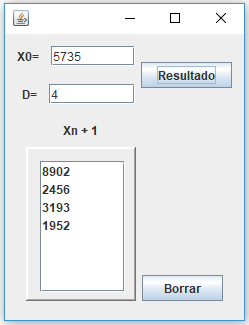 X0= 5735
Resultado
D= 4
Xn + 1
8902
2456
3193
1952
Borrar